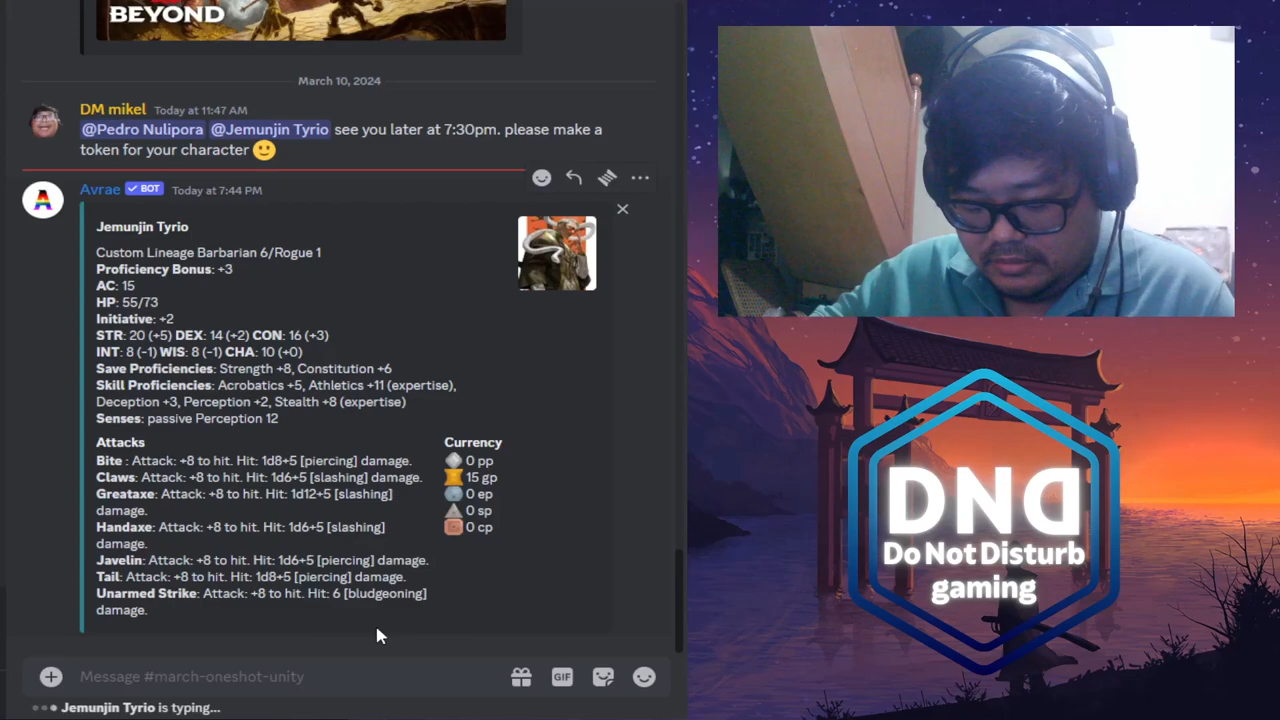 BEYOND
March 10, 2024
DM mikel Today at 11:47 AM
@Pedro Nulipora @Jemunjin Tyrio see you later at 7:30pm. please make a
token for your character 🙂
Avrae ✓ BOT Today at 7:44 PM
Jemunjin Tyrio
Custom Lineage Barbarian 6/Rogue 1
Proficiency Bonus: +3
AC: 15
HP: 55/73
Initiative: +2
STR: 20 (+5) DEX: 14 (+2) CON: 16 (+3)
INT: 8 (-1) WIS: 8 (-1) CHA: 10 (+0)
Save Proficiencies: Strength +8, Constitution +6
Skill Proficiencies: Acrobatics +5, Athletics +11 (expertise),
Deception +3, Perception +2, Stealth +8 (expertise)
Senses: passive Perception 12
Attacks
Bite : Attack: +8 to hit. Hit: 1d8+5 [piercing] damage.
Claws: Attack: +8 to hit. Hit: 1d6+5 [slashing] damage.
Greataxe: Attack: +8 to hit. Hit: 1d12+5 [slashing]
damage.
Handaxe: Attack: +8 to hit. Hit: 1d6+5 [slashing]
damage.
Javelin: Attack: +8 to hit. Hit: 1d6+5 [piercing] damage.
Tail: Attack: +8 to hit. Hit: 1d8+5 [piercing] damage.
Unarmed Strike: Attack: +8 to hit. Hit: 6 [bludgeoning]
damage.
Currency
0 pp
15 gp
0 ep
0 sp
0 cp
Message #march-oneshot-unity
GIF
Jemunjin Tyrio is typing...
DND
Do Not Disturb
gaming